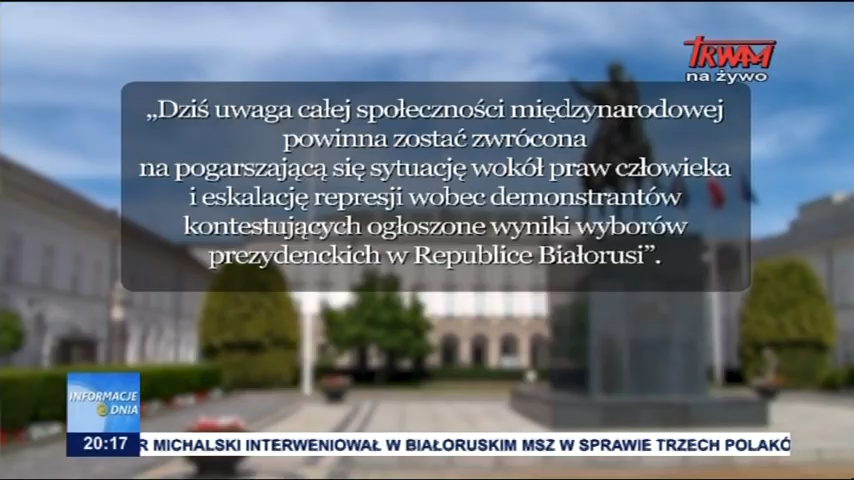 TRWAM
na żywo
„Dziś uwaga całej społeczności międzynarodowej
powinna zostać zwrócona
na pogarszającą się sytuację wokół praw człowieka
i eskalację represji wobec demonstrantów
kontestujących ogłoszone wyniki wyborów
prezydenckich w Republice Białorusi”.
INFORMACJE
DNIA
20:17 R MICHALSKI INTERWENIOWAŁ W BIAŁORUSKIM MSZ W SPRAWIE TRZECH POLAKÓ